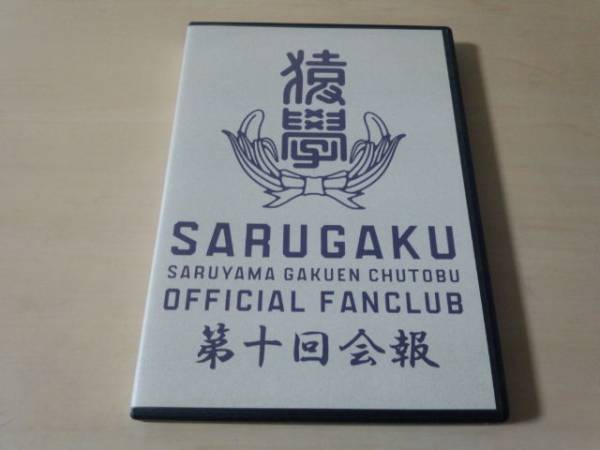 猿學
SARUGAKU
SARUYAMA GAKUEN CHUTOBU
OFFICIAL FANCLUB
第十回会報